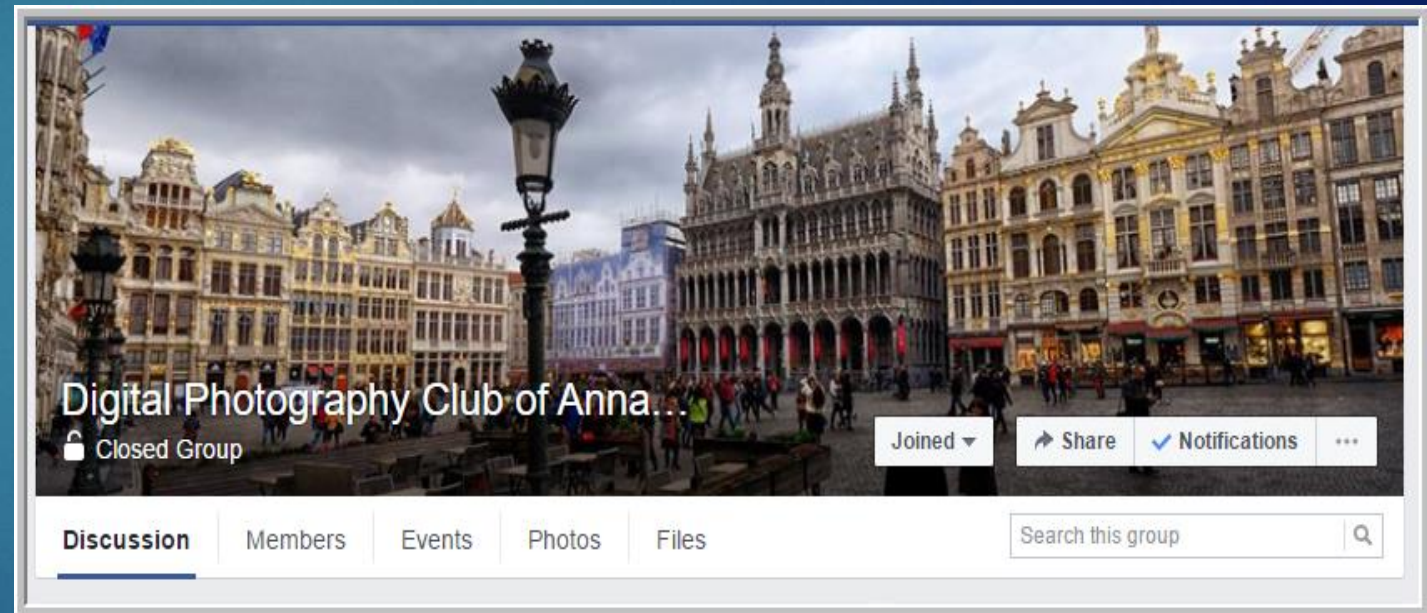 Digital Photography Club of Anna...
Closed Group
Joined Share Notifications ...
Discussion Members Events Photos Files Search this group